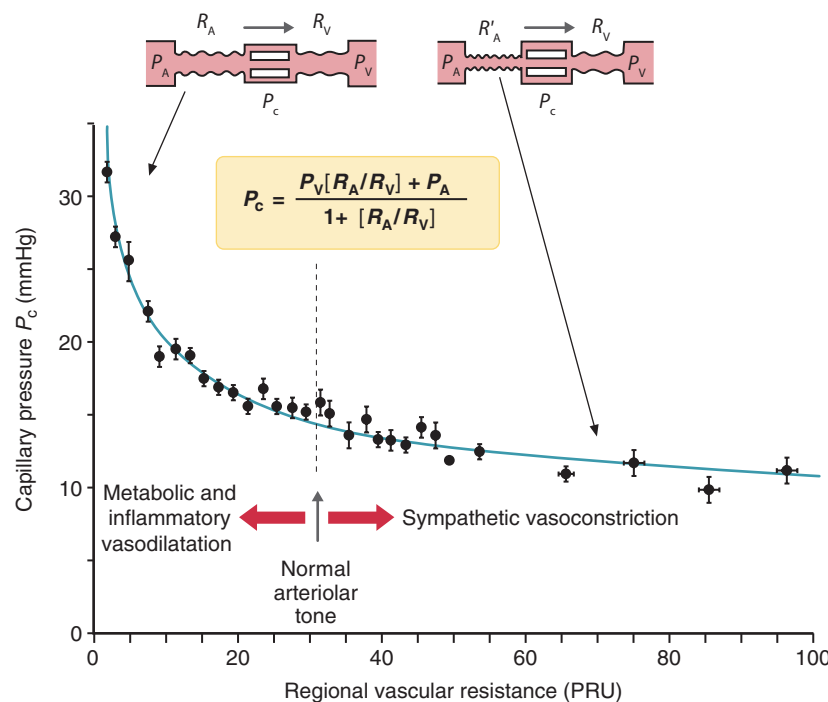 R_A R_V R'_A R_V
P_A P_V P_A P_V
P_c P_c
P_c = P_V[R_A/R_V] + P_A
1+ [R_A/R_V]
Capillary pressure P_c (mmHg)
30
20
10
0
Metabolic and
inflammatory
vasodilatation
Sympathetic vasoconstriction
Normal
arteriolar
tone
0 20 40 60 80 100
Regional vascular resistance (PRU)